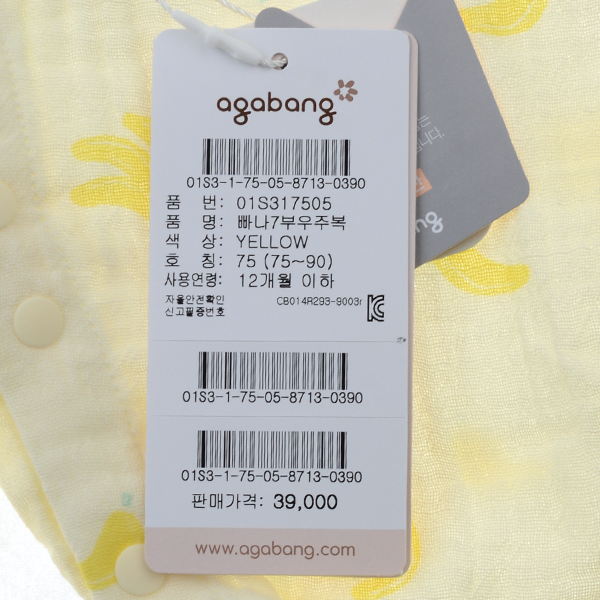 agabang
01S3-1-75-05-8713-0390
품 번: 01S317505
품 명: 빠나7부우주복
색 상: YELLOW
호 칭: 75 (75~90)
사용연령: 12개월 이하
자율안전확인 CB014R293-9003r
신고필증번호
01S3-1-75-05-8713-0390
01S3-1-75-05-8713-0390
판매가격: 39,000
www.agabang.com